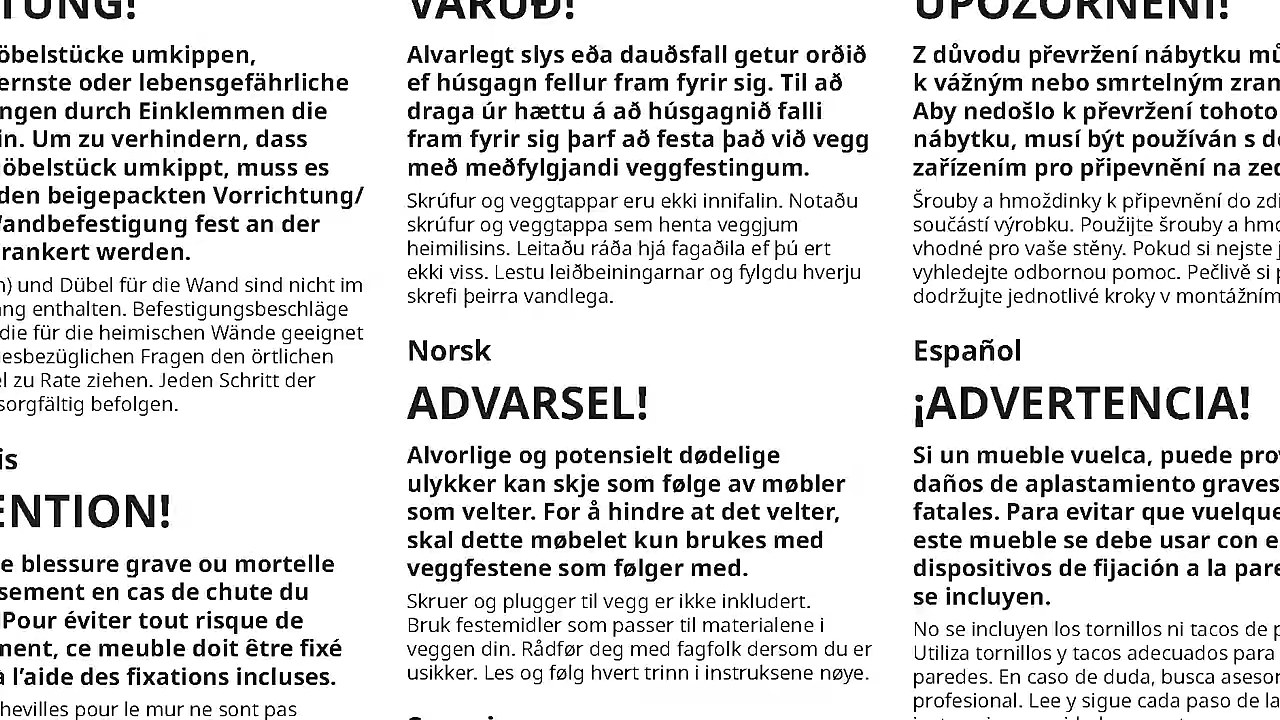 TUNG!
öbelstücke umkippen,
ernste oder lebensgefährliche
ngen durch Einklemmen die
in. Um zu verhindern, dass
öbelstück umkippt, muss es
den beigepackten Vorrichtung/
andbefestigung fest an der
rankert werden.
n) und Dübel für die Wand sind nicht im
ang enthalten. Befestigungsbeschläge
die für die heimischen Wände geeignet
iesbezüglichen Fragen den örtlichen
el zu Rate ziehen. Jeden Schritt der
sorgfältig befolgen.
is
ENTION!
e blessure grave ou mortelle
sement en cas de chute du
Pour éviter tout risque de
ment, ce meuble doit être fixé
à l’aide des fixations incluses.
hevilles pour le mur ne sont pas
VARÚÐ!
Alvarlegt slys eða dauðsfall getur orðið
ef húsgagn fellur fram fyrir sig. Til að
draga úr hættu á að húsgagnið falli
fram fyrir sig þarf að festa það við vegg
með meðfylgjandi veggfestingum.
Skrúfur og veggtappar eru ekki innifalin. Notaðu
skrúfur og veggtappa sem henta veggjum
heimilisins. Leitaðu ráða hjá fagaðila ef þú ert
ekki viss. Lestu leiðbeiningarnar og fylgdu hverju
skrefi þeirra vandlega.
Norsk
ADVARSEL!
Alvorlige og potensielt dødelige
ulykker kan skje som følge av møbler
som velter. For å hindre at det velter,
skal dette møbelet kun brukes med
veggfestene som følger med.
Skruer og plugger til vegg er ikke inkludert.
Bruk festemidler som passer til materialene i
veggen din. Rådfør deg med fagfolk dersom du er
usikker. Les og følg hvert trinn i instruksene nøye.
UPOZORNĚNÍ!
Z důvodu převržení nábytku mů
k vážným nebo smrtelným zran
Aby nedošlo k převržení tohoto
nábytku, musí být používán s do
zařízením pro připevnění na zeď
Šrouby a hmoždinky k připevnění do zdi
součástí výrobku. Použijte šrouby a hmo
vhodné pro vaše stěny. Pokud si nejste j
vyhledejte odbornou pomoc. Pečlivě si p
dodržujte jednotlivé kroky v montážním
Español
¡ADVERTENCIA!
Si un mueble vuelca, puede prov
daños de aplastamiento graves
fatales. Para evitar que vuelque
este mueble se debe usar con e
dispositivos de fijación a la pare
se incluyen.
No se incluyen los tornillos ni tacos de p
Utiliza tornillos y tacos adecuados para
paredes. En caso de duda, busca asesor
profesional. Lee y sigue cada paso de la